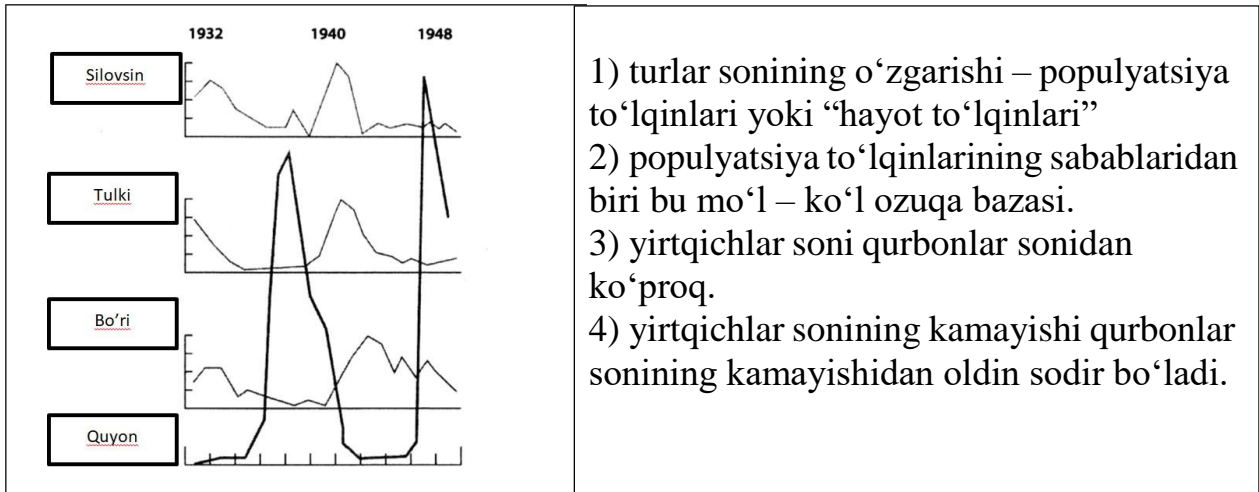 1932 1940 1948
Silovsin
Tulki
Bo’ri
Quyon
1) turlar sonining o‘zgarishi – populyatsiya
to‘lqinlari yoki “hayot to‘lqinlari”
2) populyatsiya to‘lqinlarining sabablaridan
biri bu mo‘l – ko‘l ozuqa bazasi.
3) yirtqichlar soni qurbonlar sonidan
ko‘proq.
4) yirtqichlar sonining kamayishi qurbonlar
sonining kamayishidan oldin sodir bo‘ladi.